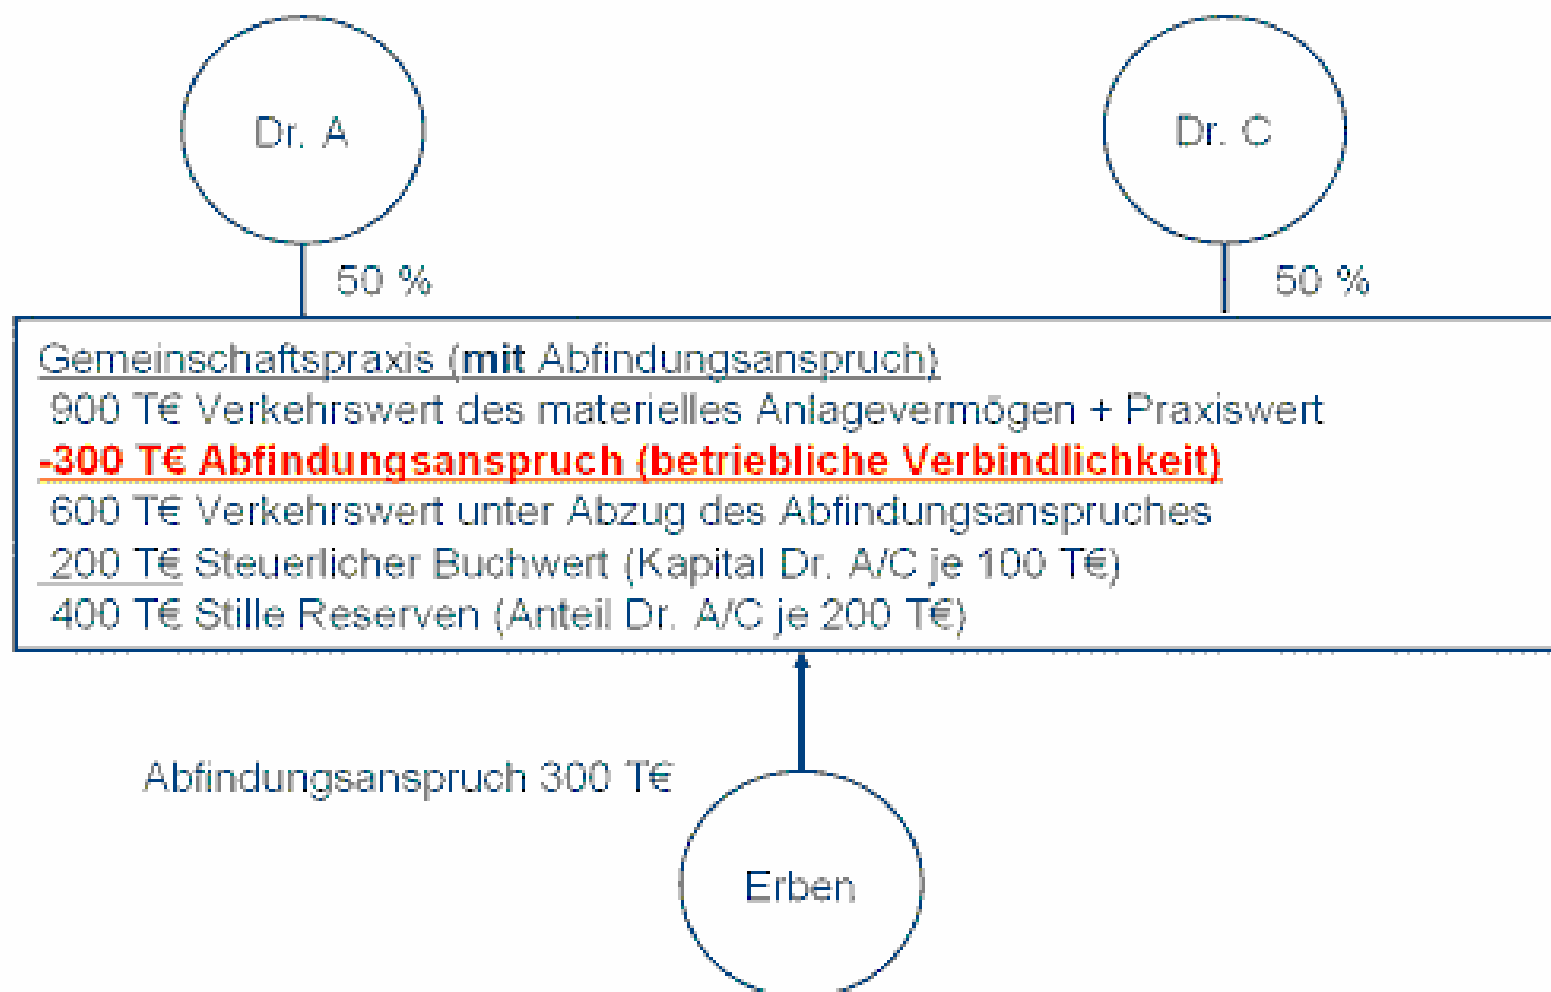 Dr. A
Dr. C
50 %
50 %
Gemeinschaftspraxis (mit Abfindungsanspruch)
900 T€ Verkehrswert des materielles Anlagevermögen + Praxiswert
-300 T€ Abfindungsanspruch (betriebliche Verbindlichkeit)
600 T€ Verkehrswert unter Abzug des Abfindungsanspruches
200 T€ Steuerlicher Buchwert (Kapital Dr. A/C je 100 T€)
400 T€ Stille Reserven (Anteil Dr. A/C je 200 T€)
Abfindungsanspruch 300 T€
Erben